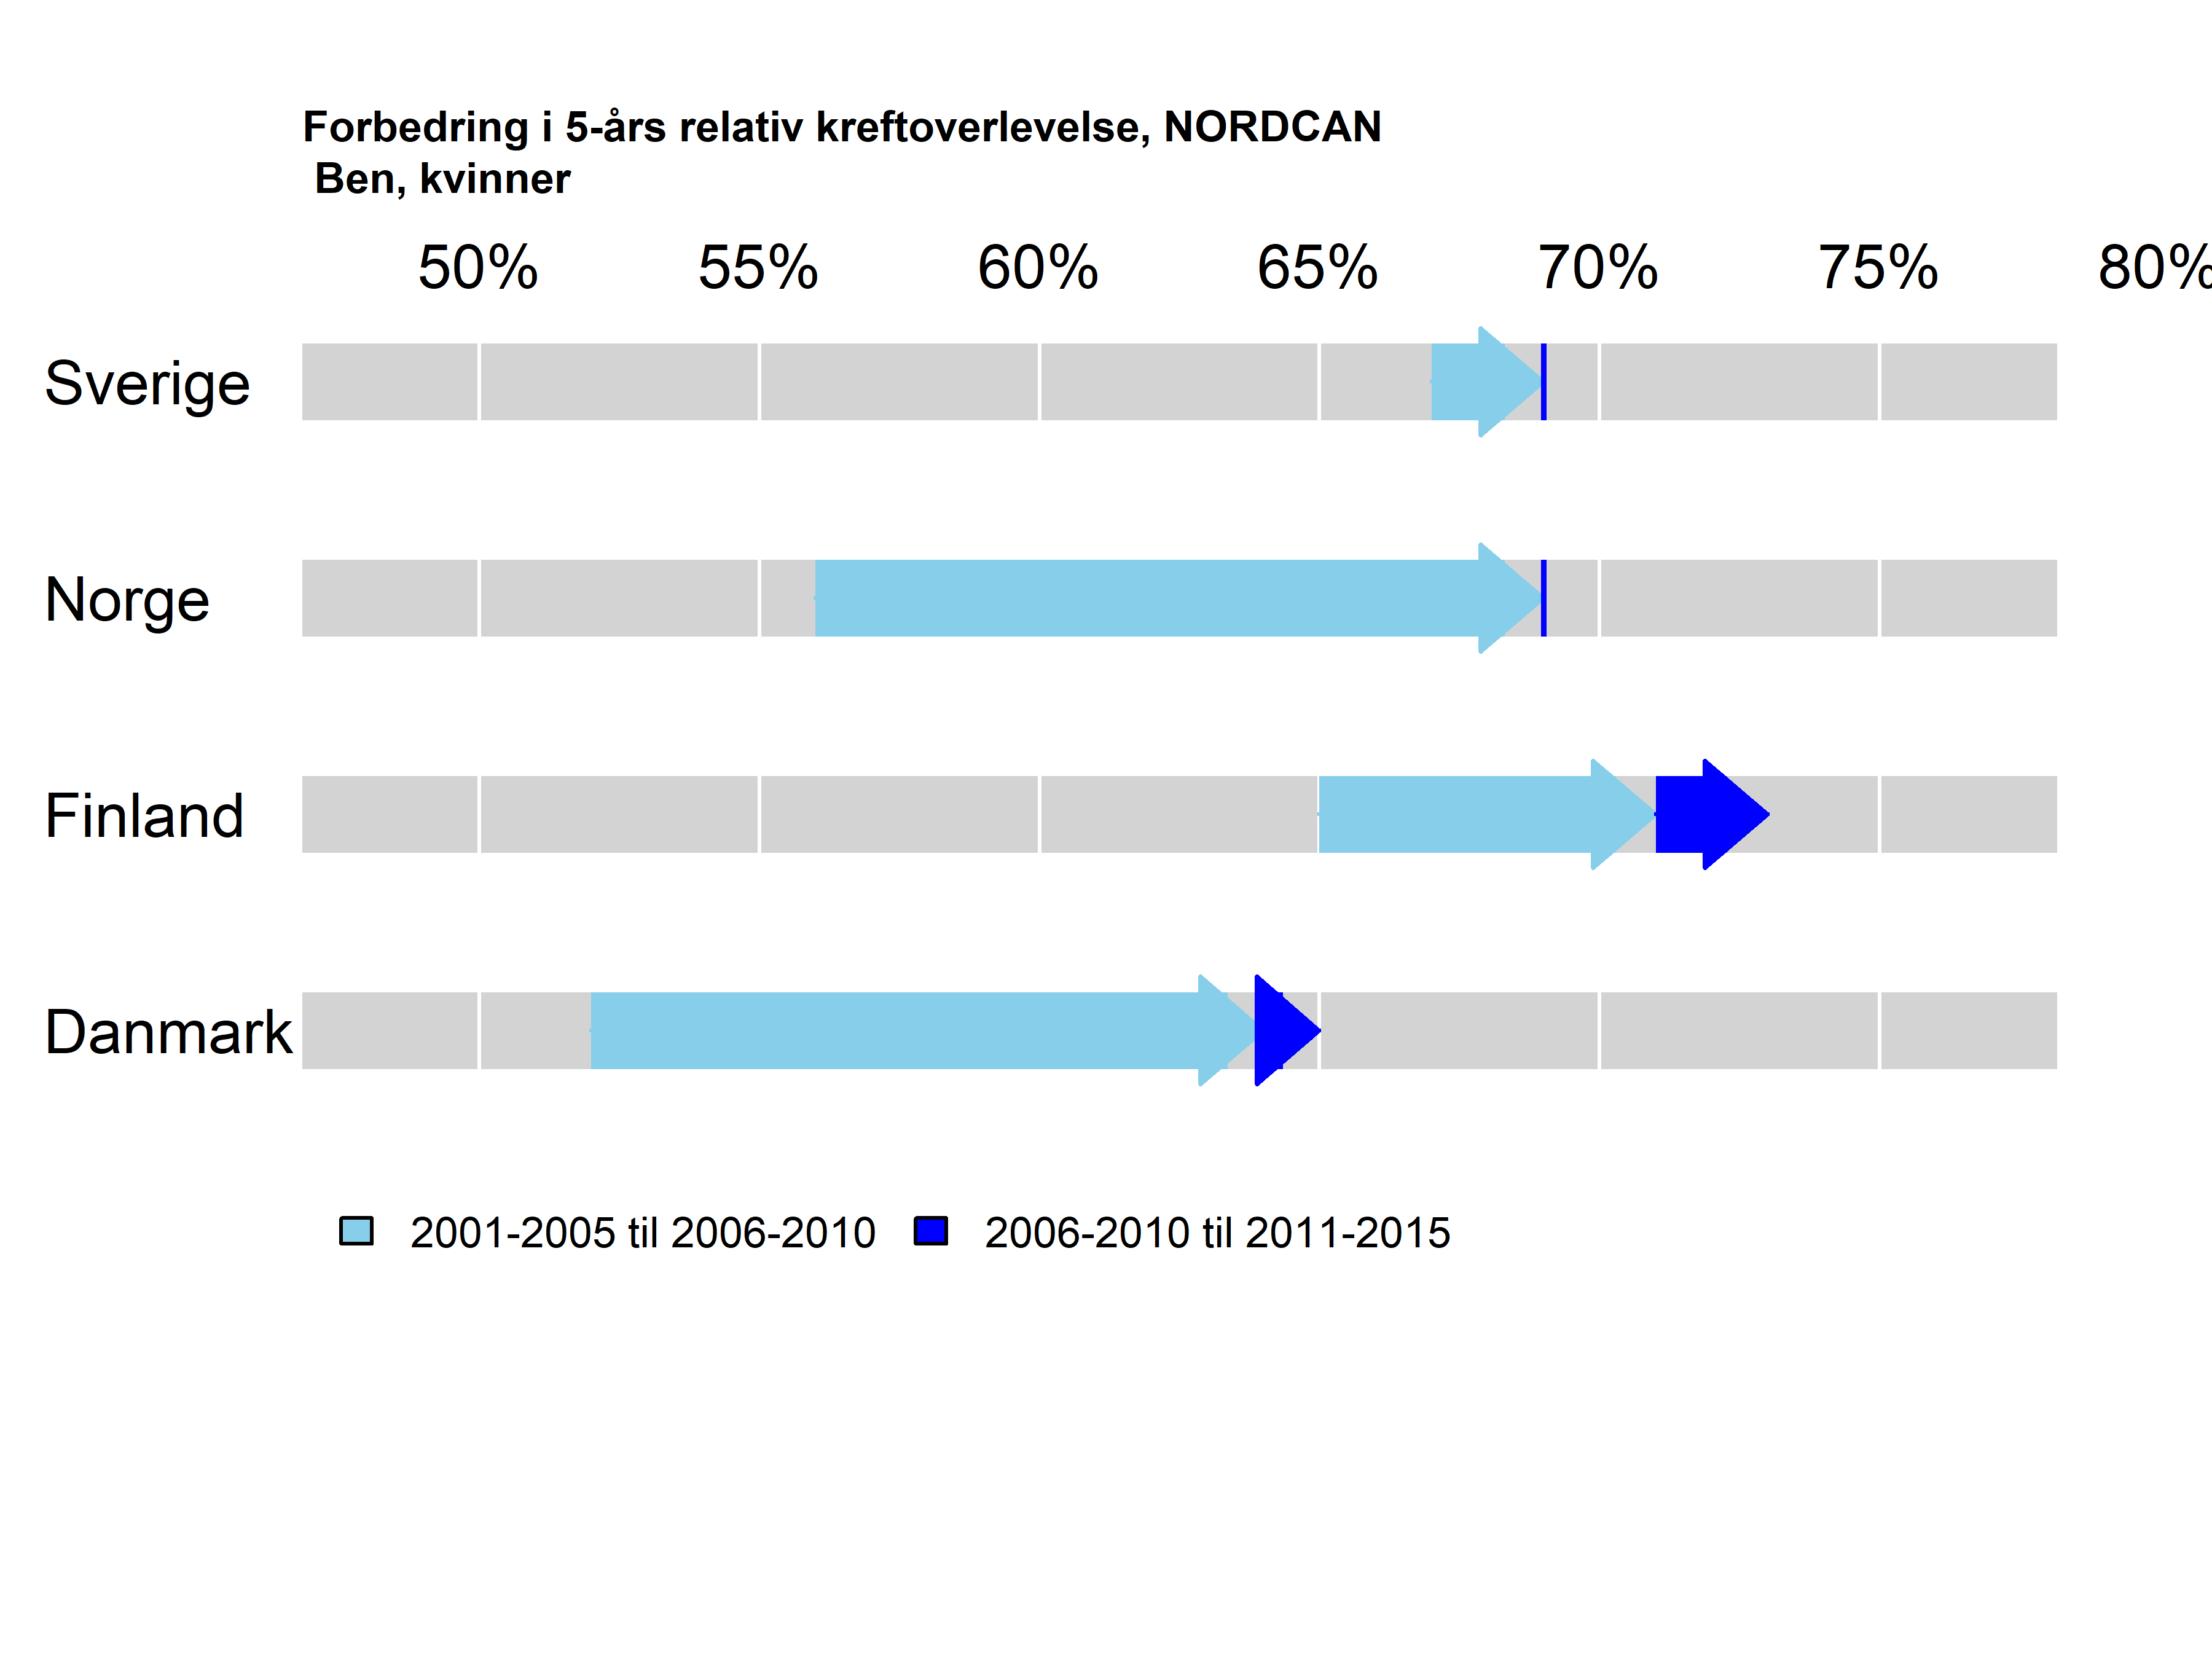 Forbedring i 5-års relativ kreftoverlevelse, NORDCAN
Ben, kvinner
50% 55% 60% 65% 70% 75% 80%
Sverige
Norge
Finland
Danmark
2001-2005 til 2006-2010 2006-2010 til 2011-2015